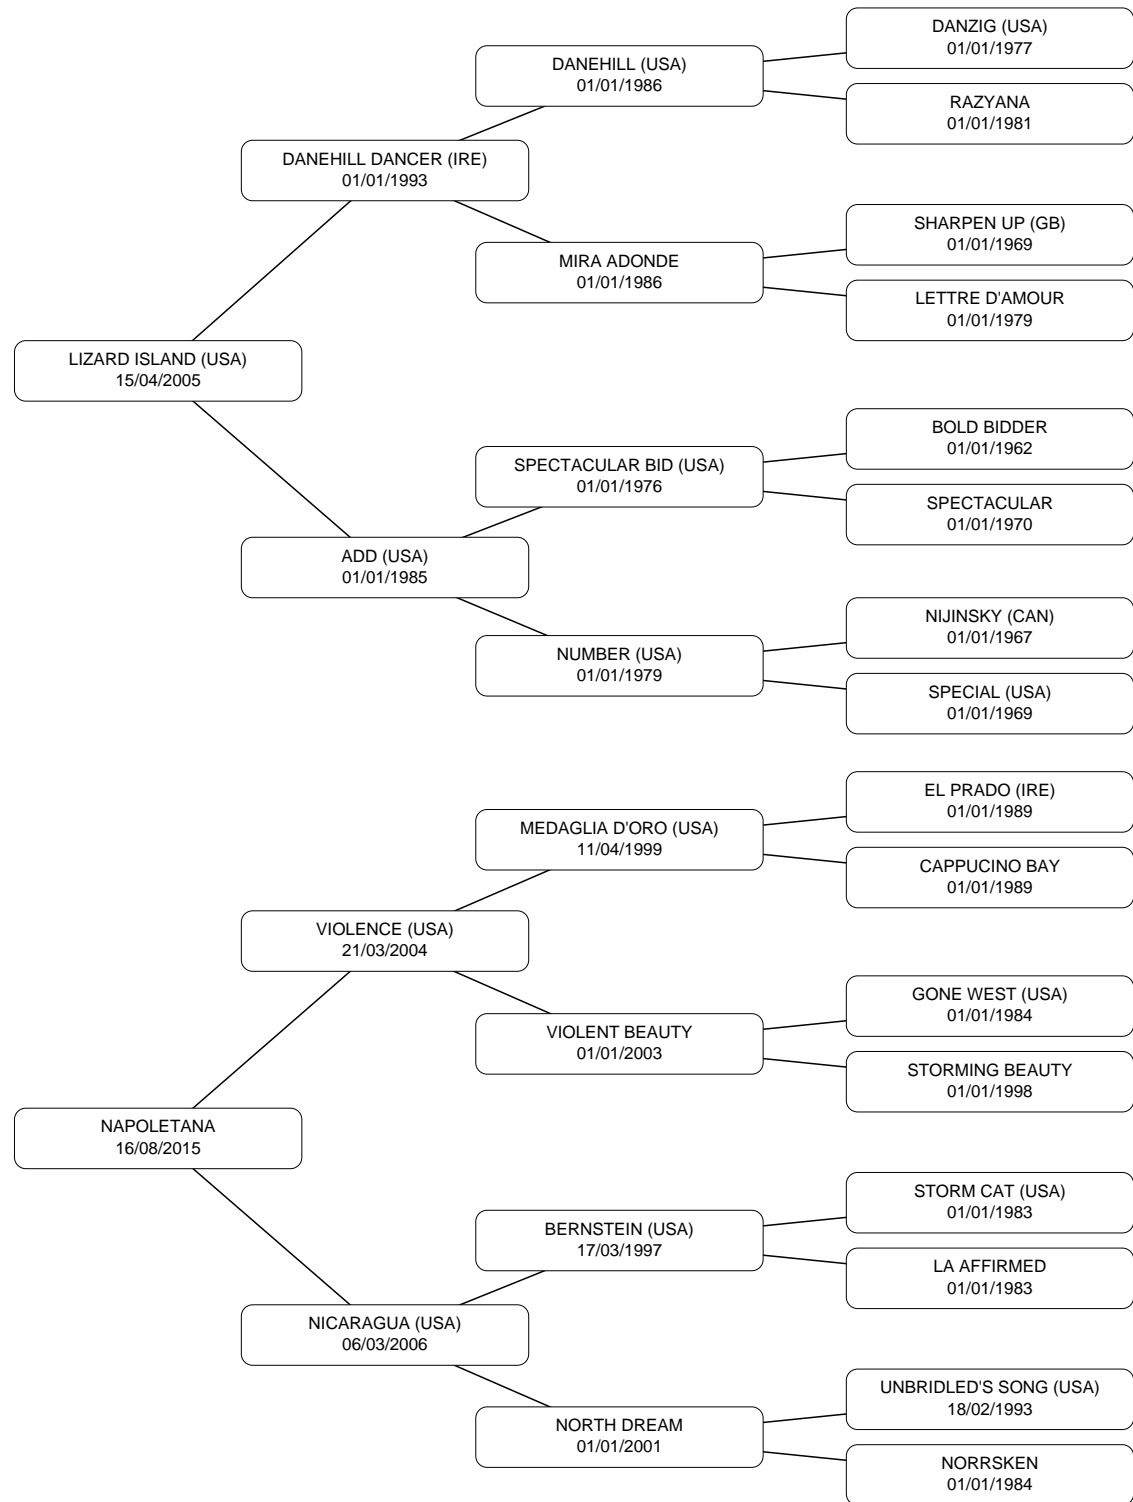 DANZIG (USA)
01/01/1977
DANEHILL (USA)
01/01/1986
RAZYANA
01/01/1981
DANEHILL DANCER (IRE)
01/01/1993
SHARPEN UP (GB)
01/01/1969
MIRA ADONDE
01/01/1986
LETTRE D'AMOUR
01/01/1979
LIZARD ISLAND (USA)
15/04/2005
BOLD BIDDER
01/01/1962
SPECTACULAR BID (USA)
01/01/1976
SPECTACULAR
01/01/1970
ADD (USA)
01/01/1985
NIJINSKY (CAN)
01/01/1967
NUMBER (USA)
01/01/1979
SPECIAL (USA)
01/01/1969
EL PRADO (IRE)
01/01/1989
MEDAGLIA D'ORO (USA)
11/04/1999
CAPPUCINO BAY
01/01/1989
VIOLENCE (USA)
21/03/2004
GONE WEST (USA)
01/01/1984
VIOLENT BEAUTY
01/01/2003
STORMING BEAUTY
01/01/1998
NAPOLETANA
16/08/2015
STORM CAT (USA)
01/01/1983
BERNSTEIN (USA)
17/03/1997
LA AFFIRMED
01/01/1983
NICARAGUA (USA)
06/03/2006
UNBRIDLED'S SONG (USA)
18/02/1993
NORTH DREAM
01/01/2001
NORRSKEN
01/01/1984